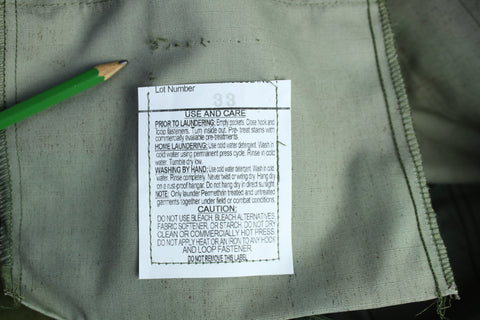 Lot Number
33
USE AND CARE
PRIOR TO LAUNDERING: Empty pockets. Close hook and
loop fasteners. Turn inside out. Pre-treat stains with
commercially available pre-treatments.
HOME LAUNDERING: Use cold water detergent. Wash in
cold water using permanent press cycle. Rinse in cold
water. Tumble dry low.
WASHING BY HAND: Use cold water detergent. Wash in cold
water. Rinse completely. Never twist or wring dry. Hang dry
on a rust-proof hangar. Do not hang dry in direct sunlight.
NOTE: Only launder Permethrin treated and untreated
garments together under field or combat conditions.
CAUTION:
DO NOT USE BLEACH, BLEACH ALTERNATIVES,
FABRIC SOFTENER, OR STARCH. DO NOT DRY
CLEAN OR COMMERCIALLY HOT PRESS.
DO NOT APPLY HEAT OR AN IRON TO ANY HOOK
AND LOOP FASTENER.
DO NOT REMOVE THIS LABEL